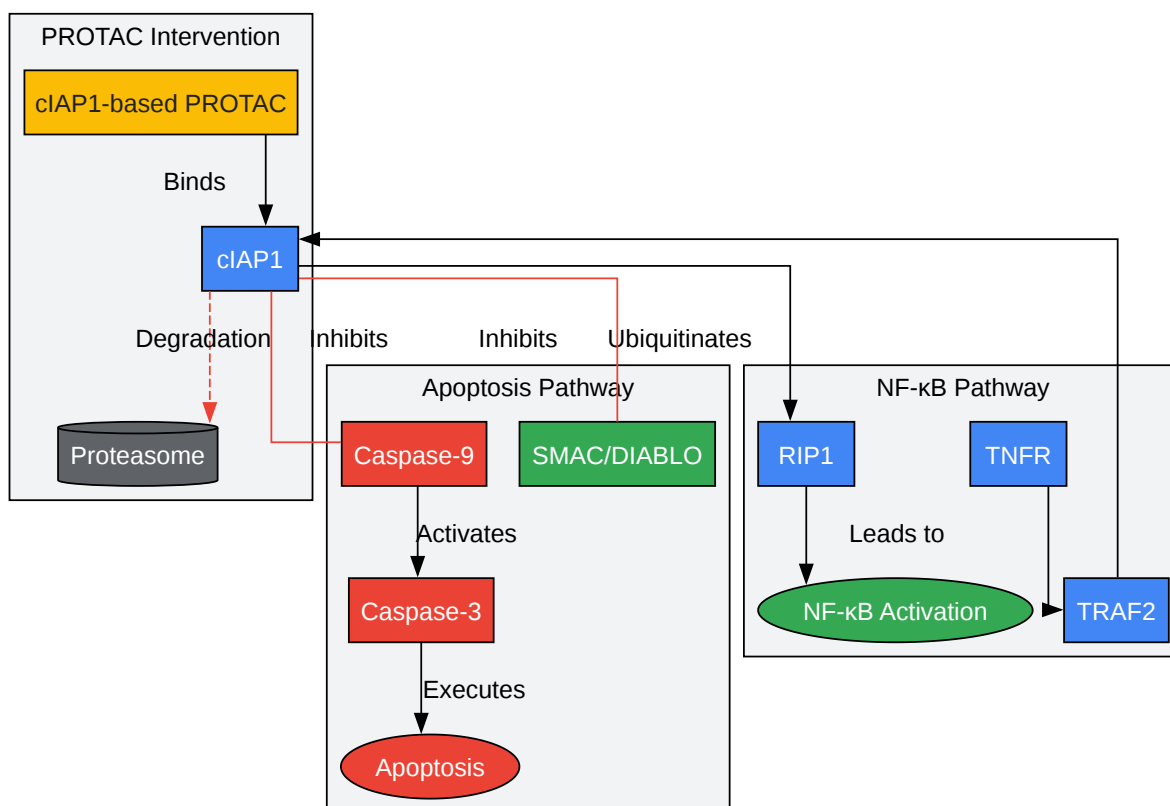 PROTAC Intervention
cIAP1-based PROTAC
Binds
cIAP1
Degradation
Inhibits
Inhibits
Ubiquitinates
Proteasome
Apoptosis Pathway
Caspase-9
SMAC/DIABLO
Activates
Caspase-3
Executes
Apoptosis
NF-κB Pathway
RIP1
TNFR
Leads to
NF-κB Activation
TRAF2